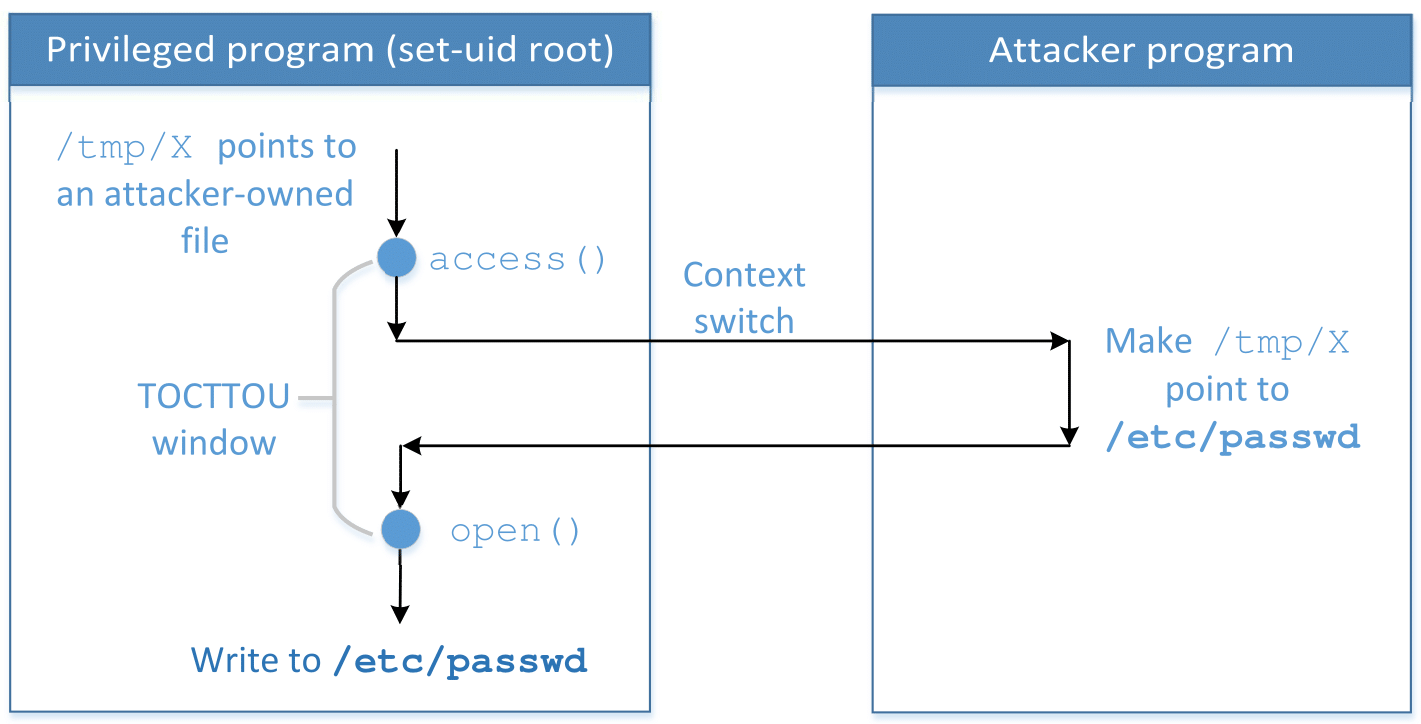 Privileged program (set-uid root)
Attacker program
/tmp/X points to
an attacker-owned
file
access()
Context
switch
Make /tmp/X
point to
/etc/passwd
TOCTTOU
window
open()
Write to /etc/passwd